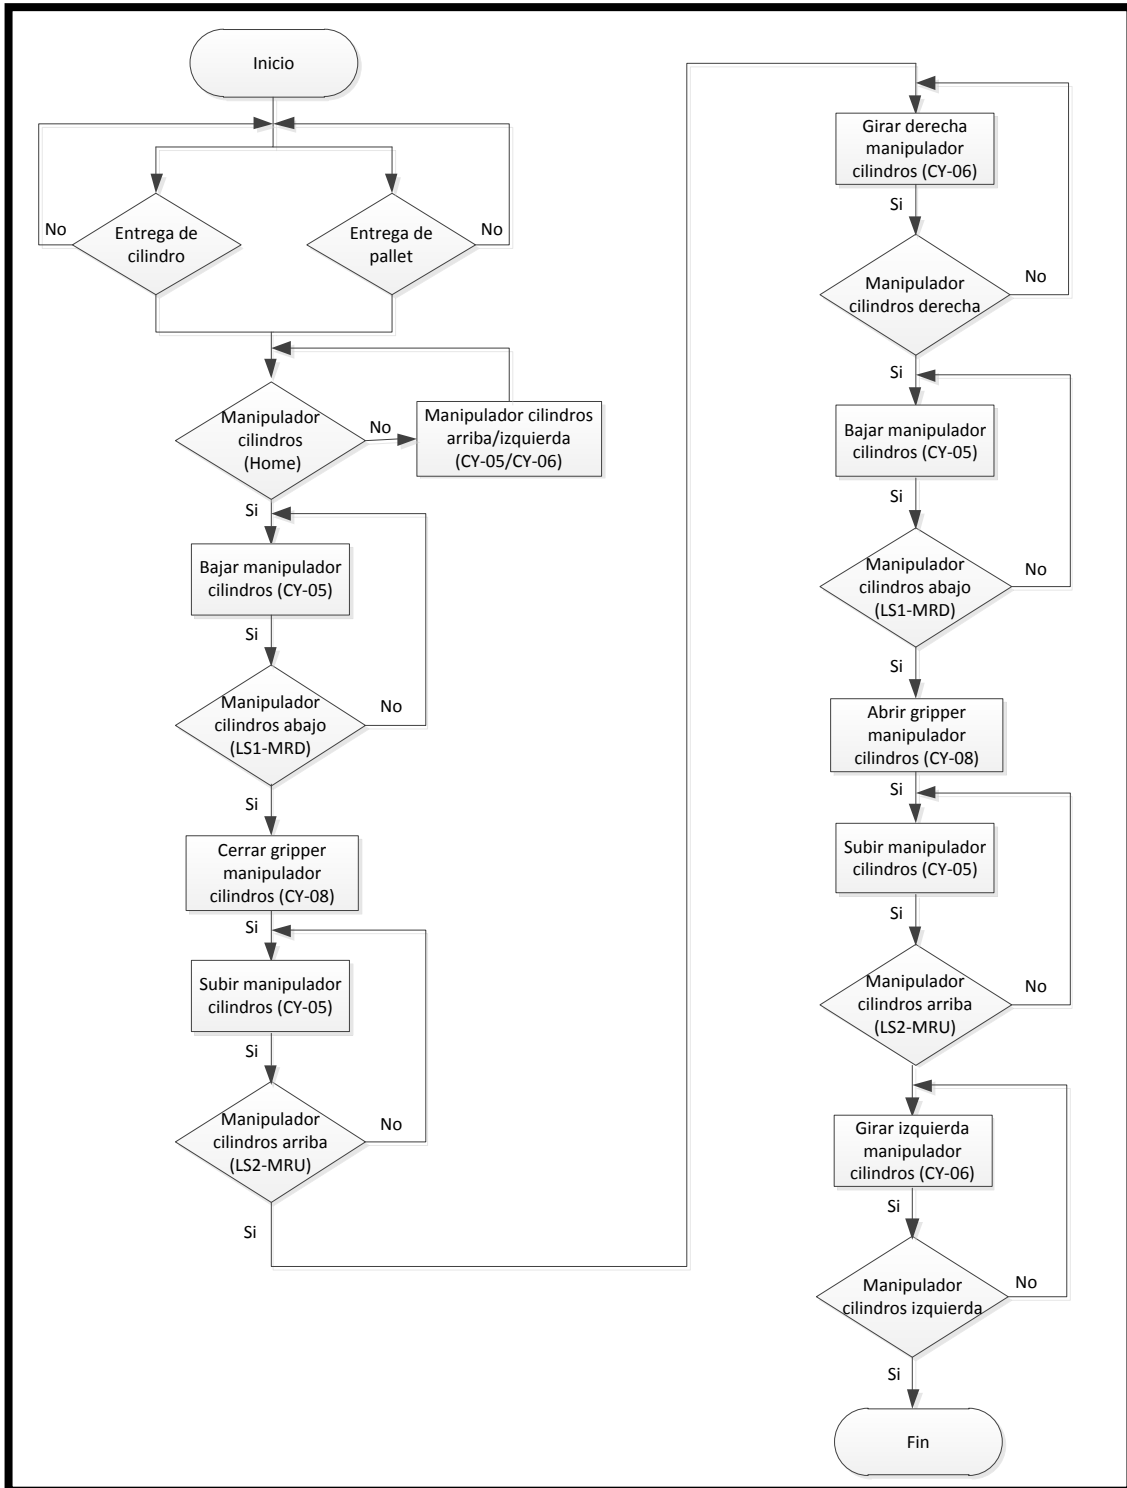 Inicio
No
Entrega de
cilindro
Entrega de
pallet
No
Manipulador
cilindros
(Home)
No
Manipulador cilindros
arriba/izquierda
(CY-05/CY-06)
Si
Bajar manipulador
cilindros (CY-05)
Si
Manipulador
cilindros abajo
(LS1-MRD)
No
Si
Cerrar gripper
manipulador
cilindros (CY-08)
Si
Subir manipulador
cilindros (CY-05)
Si
Manipulador
cilindros arriba
(LS2-MRU)
No
Si
Girar derecha
manipulador
cilindros (CY-06)
Si
Manipulador
cilindros derecha
No
Si
Bajar manipulador
cilindros (CY-05)
Si
Manipulador
cilindros abajo
(LS1-MRD)
No
Si
Abrir gripper
manipulador
cilindros (CY-08)
Si
Subir manipulador
cilindros (CY-05)
Si
Manipulador
cilindros arriba
(LS2-MRU)
No
Girar izquierda
manipulador
cilindros (CY-06)
Si
Manipulador
cilindros izquierda
No
Si
Fin